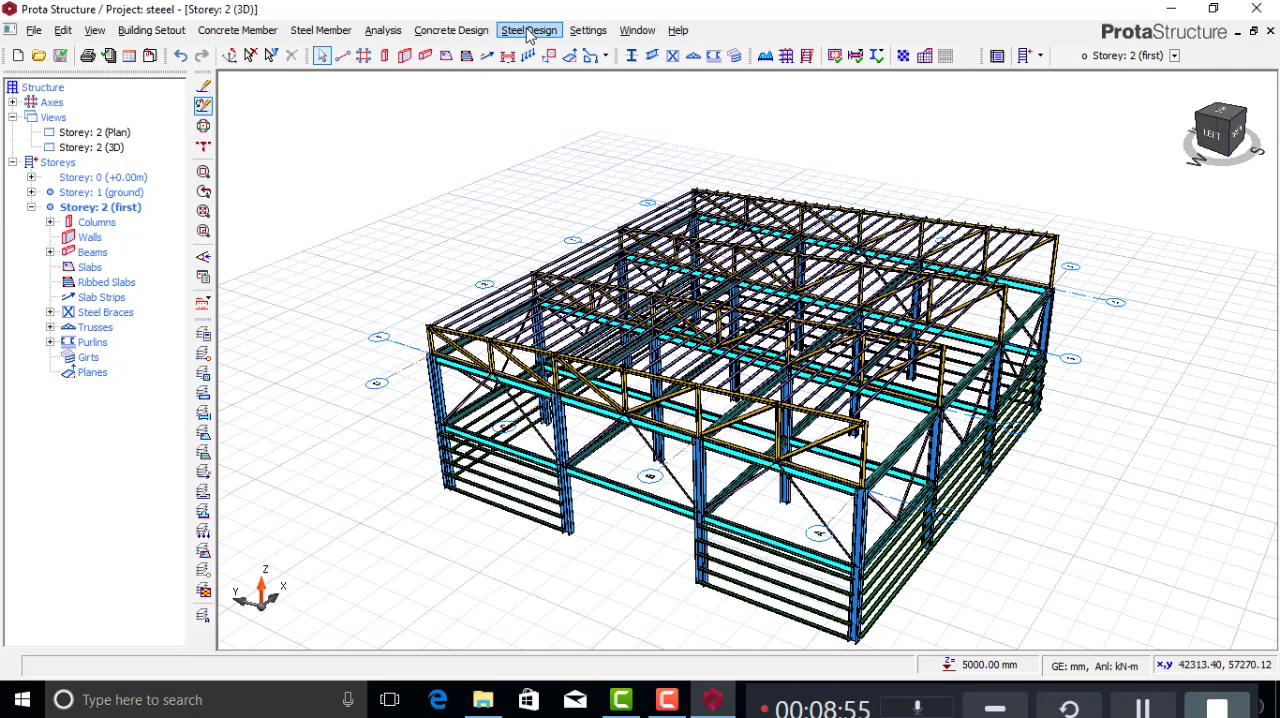 Prota Structure / Project: steeel - [Storey: 2 (3D)]
File Edit View Building Setout Concrete Member Steel Member Analysis Concrete Design Steel Design Settings Window Help
ProtaStructure
o Storey: 2 (first)
Structure
Axes
Views
Storey: 2 (Plan)
Storey: 2 (3D)
Storeys
Storey: 0 (+0.00m)
Storey: 1 (ground)
Storey: 2 (first)
Columns
Walls
Beams
Slabs
Ribbed Slabs
Slab Strips
Steel Braces
Trusses
Purlins
Girts
Planes
LEFT
W
S
Z
Y
X
Z= 5000.00 mm
GE: mm, Anl: kN-m
x,y 42313.40, 57270.12
Type here to search
00:08:55